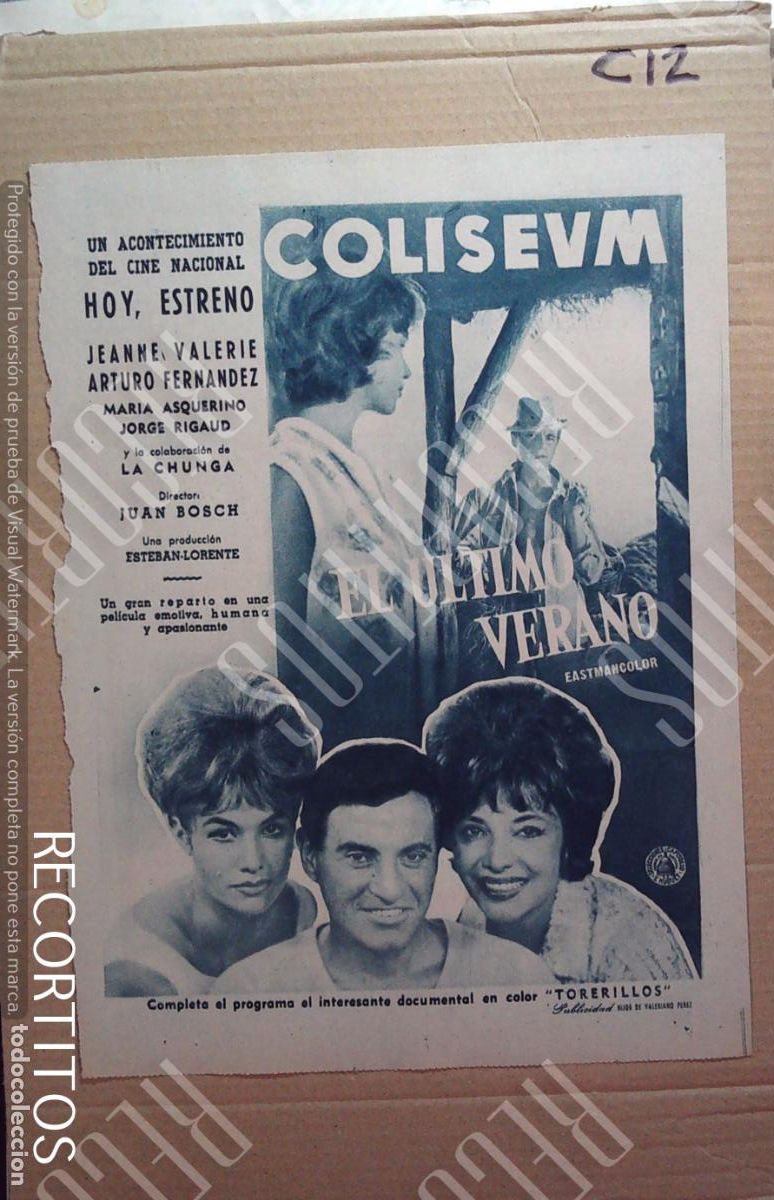 C12
UN ACONTECIMIENTO
DEL CINE NACIONAL
HOY, ESTRENO
JEANNE VALERIE
ARTURO FERNANDEZ
MARIA ASQUERINO
JORGE RIGAUD
y la colaboración de
LA CHUNGA
Director:
JUAN BOSCH
Una producción
ESTEBAN-LORENTE
Un gran reparto en una
película emotiva, humana
y apasionante
COLISEVM
EL ULTIMO
VERANO
EASTMANCOLOR
Completa el programa el interesante documental en color "TORERILLOS"
Publicidad HIJOS DE VALERIANO PEREZ
Protegido con la versión de prueba de Visual Watermark. La versión completa no pone esta marca.
todocoleccion
RECORTITOS
RECORTITOS
RECORTITOS